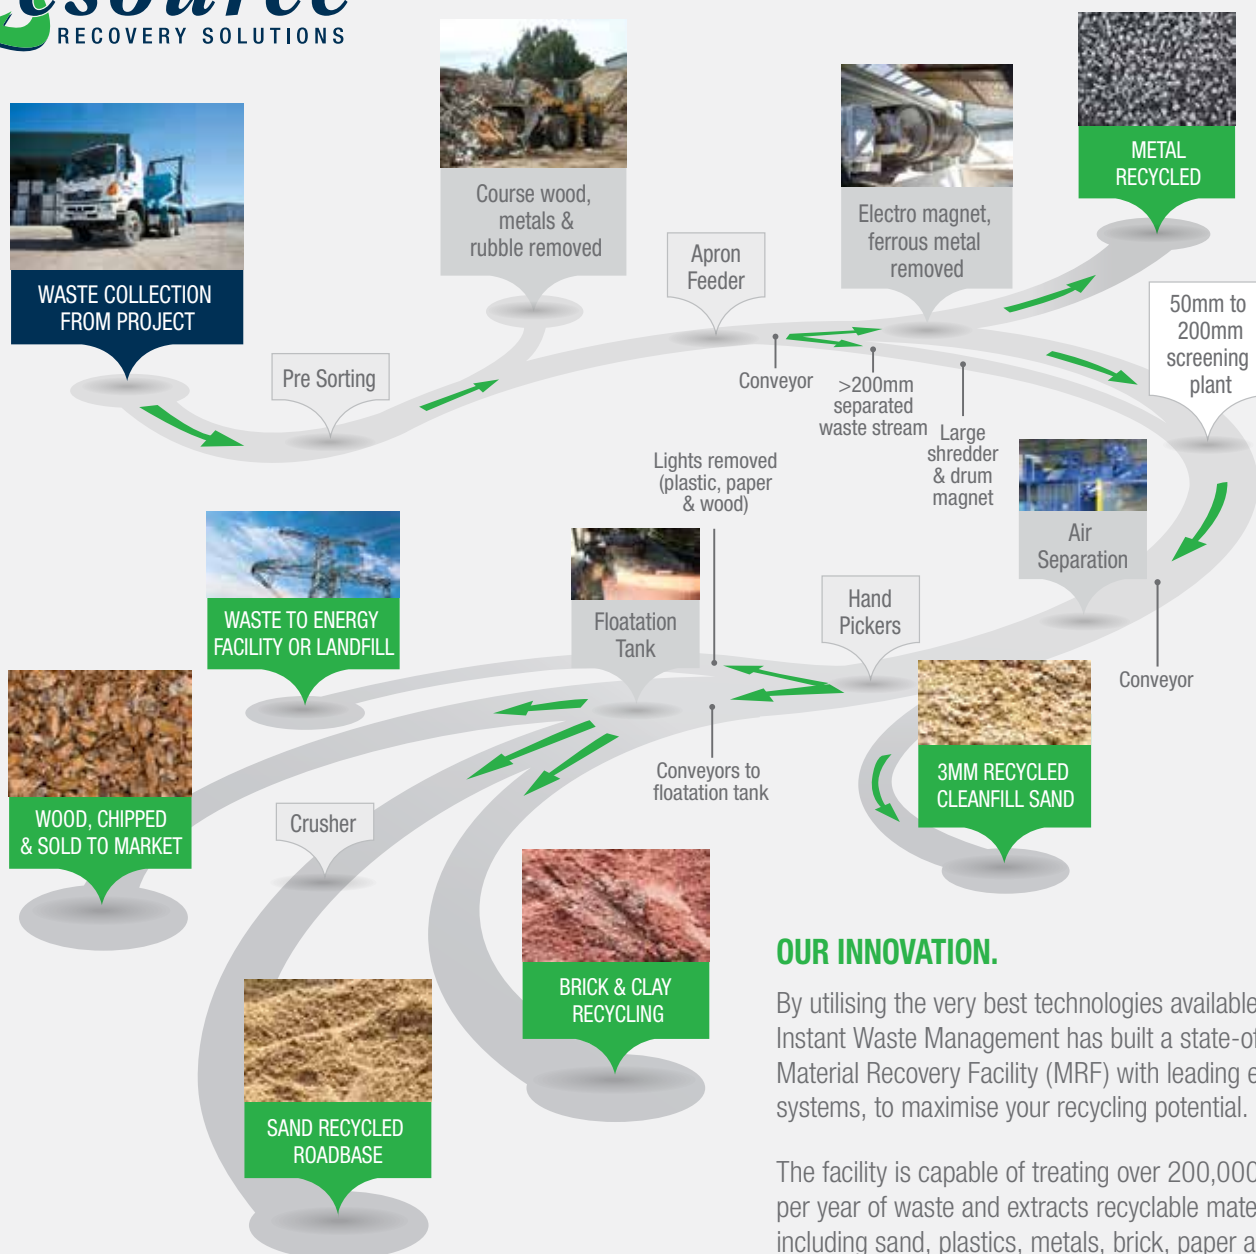 RECOVERY SOLUTIONS
WASTE COLLECTION
FROM PROJECT
Pre Sorting
Course wood,
metals &
rubble removed
Apron
Feeder
Electro magnet,
ferrous metal
removed
METAL
RECYCLED
Conveyor
>200mm
separated
waste stream
Large
shredder
& drum
magnet
50mm to
200mm
screening
plant
Air
Separation
Conveyor
Hand
Pickers
Lights removed
(plastic, paper
& wood)
Floatation
Tank
Conveyors to
floatation tank
3MM RECYCLED
CLEANFILL SAND
WASTE TO ENERGY
FACILITY OR LANDFILL
WOOD, CHIPPED
& SOLD TO MARKET
Crusher
BRICK & CLAY
RECYCLING
SAND RECYCLED
ROADBASE
OUR INNOVATION.
By utilising the very best technologies available
Instant Waste Management has built a state-of
Material Recovery Facility (MRF) with leading
systems, to maximise your recycling potential.
The facility is capable of treating over 200,000
per year of waste and extracts recyclable
including sand, plastics, metals, brick, paper